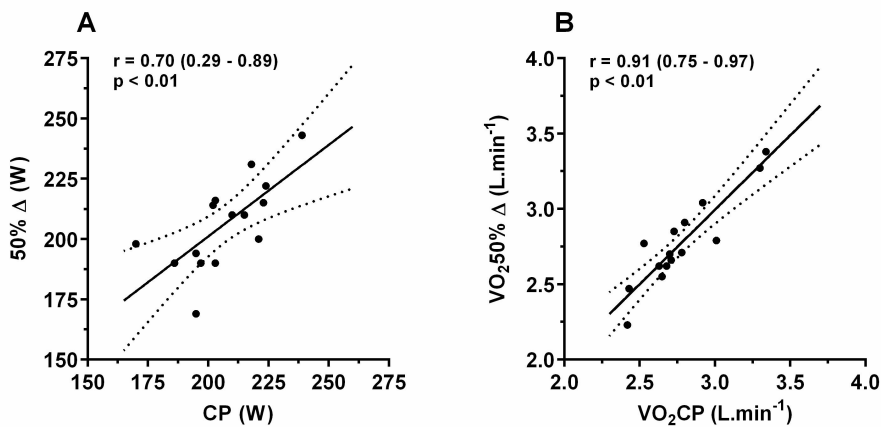 A
r = 0.70 (0.29 - 0.89)
p < 0.01
275
250
225
200
175
150
50% Δ (W)
150 175 200 225 250 275
CP (W)
B
r = 0.91 (0.75 - 0.97)
p < 0.01
4.0
3.5
3.0
2.5
2.0
VO₂50% Δ (L.min⁻¹)
2.0 2.5 3.0 3.5 4.0
VO₂CP (L.min⁻¹)